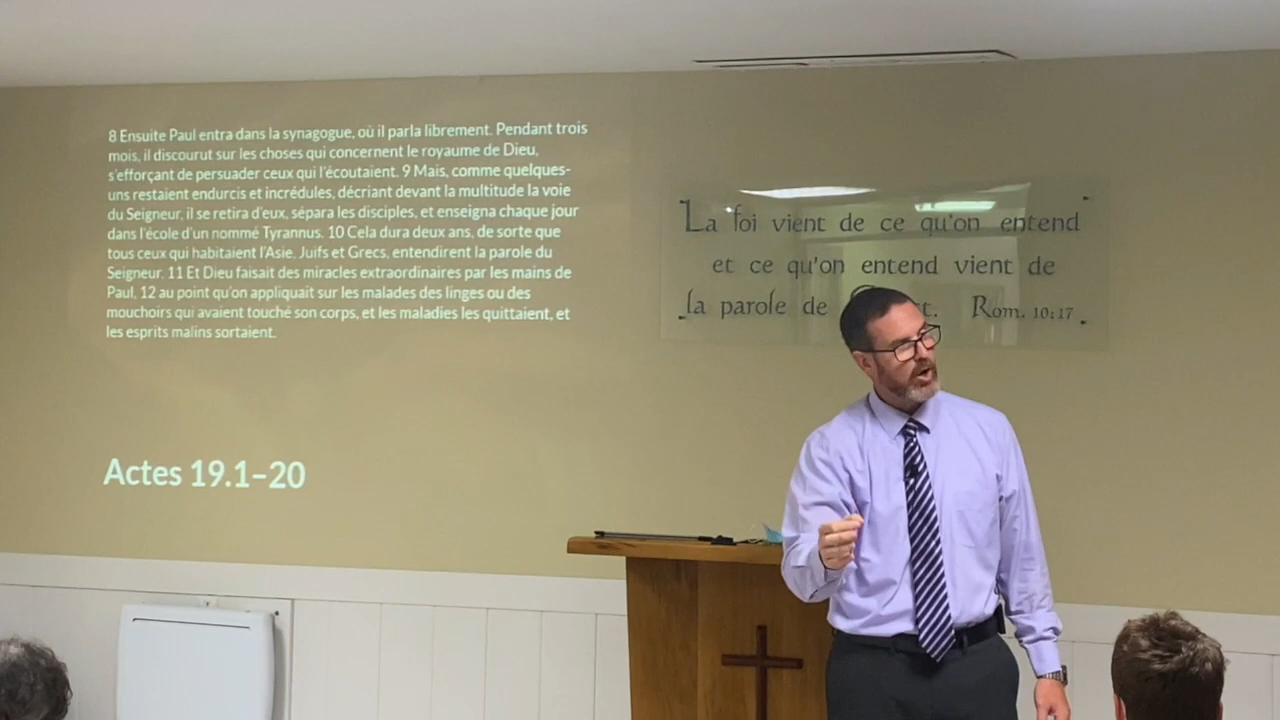 8 Ensuite Paul entra dans la synagogue, où il parla librement. Pendant trois
mois, il discourut sur les choses qui concernent le royaume de Dieu,
s'efforçant de persuader ceux qui l'écoutaient. 9 Mais, comme quelques-
uns restaient endurcis et incrédules, décriant devant la multitude la voie
du Seigneur, il se retira d'eux, sépara les disciples, et enseigna chaque jour
dans l'école d'un nommé Tyrannus. 10 Cela dura deux ans, de sorte que
tous ceux qui habitaient l'Asie, Juifs et Grecs, entendirent la parole du
Seigneur. 11 Et Dieu faisait des miracles extraordinaires par les mains de
Paul, 12 au point qu'on appliquait sur les malades des linges ou des
mouchoirs qui avaient touché son corps, et les maladies les quittaient, et
les esprits malins sortaient.
Actes 19.1–20
La foi vient de ce qu'on entend
et ce qu'on entend vient de
la parole de t. Rom. 10:17